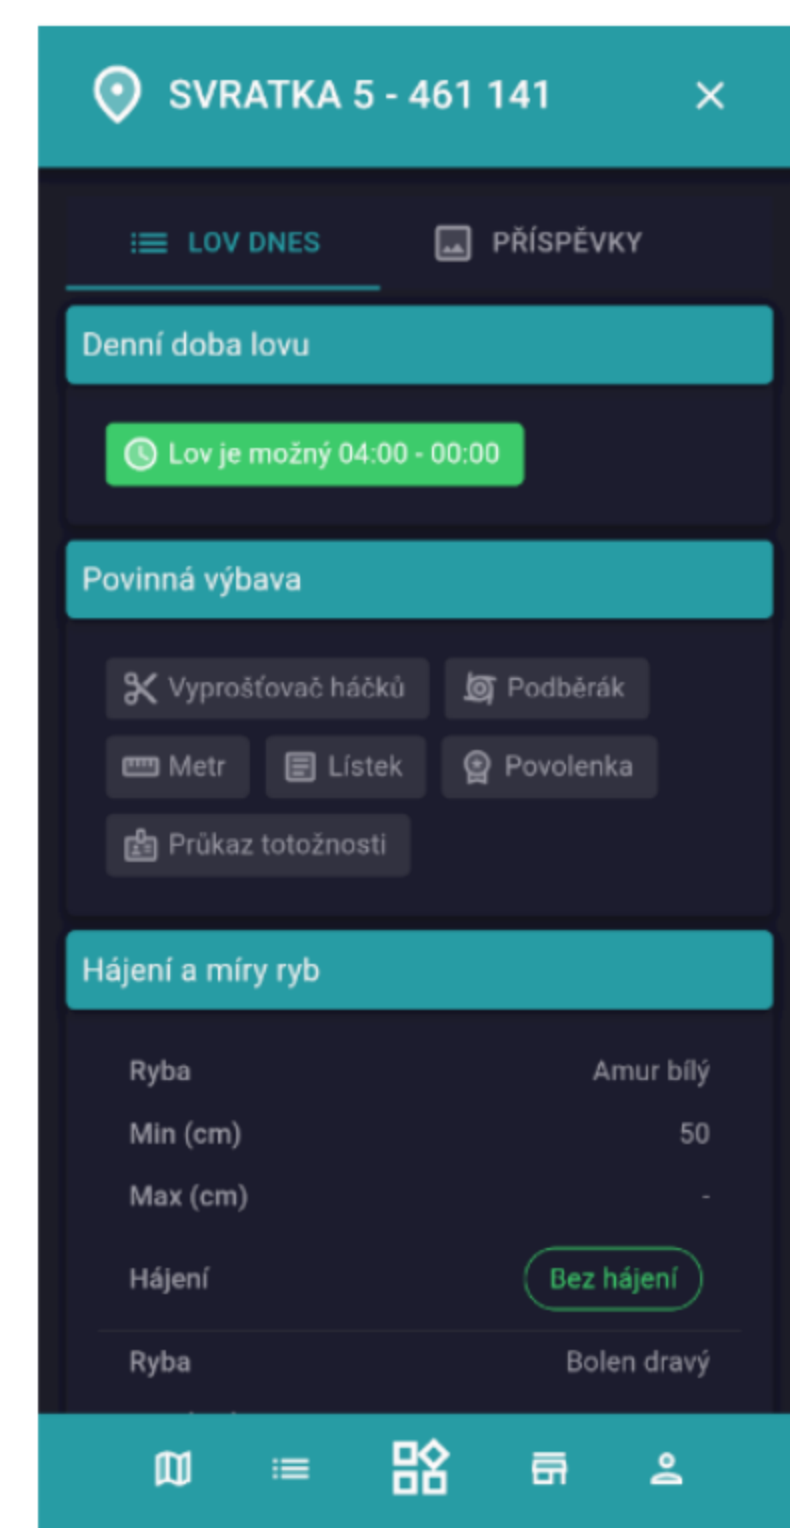 SVRATKA 5 - 461 141
LOV DNES PŘÍSPĚVKY
Denní doba lovu
Lov je možný 04:00 - 00:00
Povinná výbava
Vyprošťovač háčků Podběrák
Metr Lístek Povolenka
Průkaz totožnosti
Hájení a míry ryb
Ryba Amur bílý
Min (cm) 50
Max (cm) -
Hájení Bez hájení
Ryba Bolen dravý